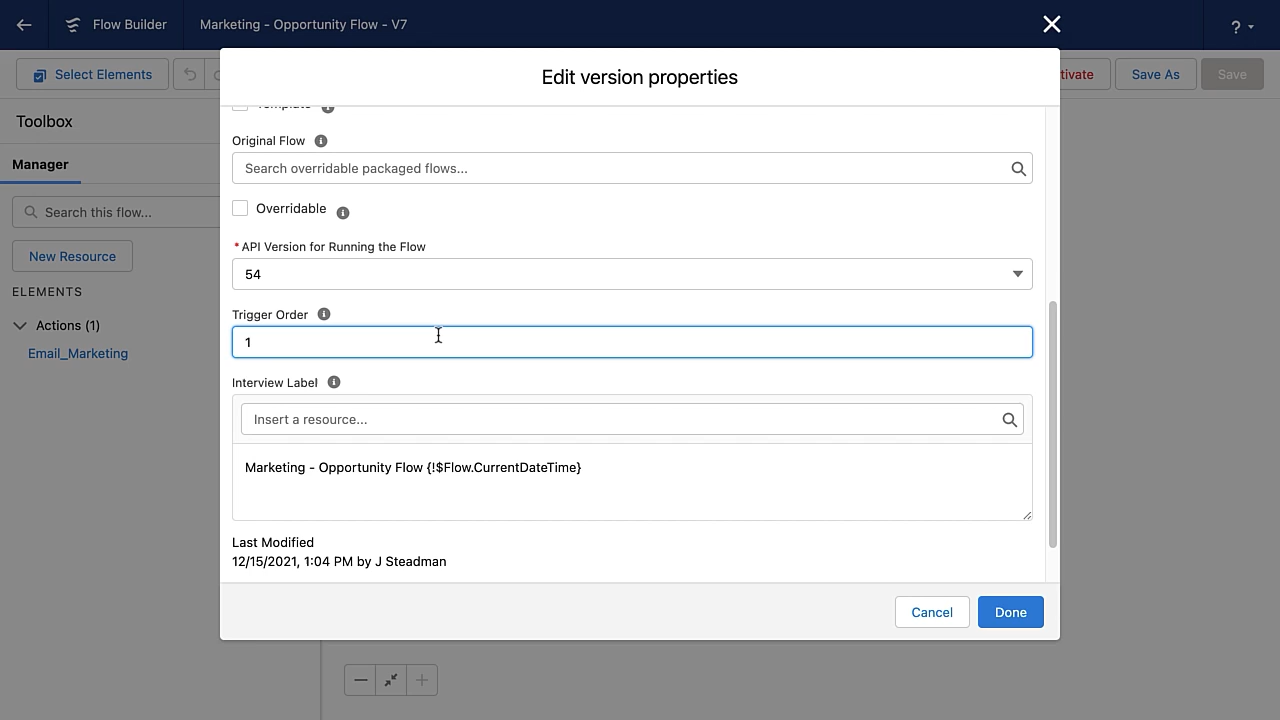 Flow Builder
Marketing - Opportunity Flow - V7
?
Select Elements
Save As
Save
Edit version properties
Toolbox
Manager
Search this flow...
New Resource
ELEMENTS
Actions (1)
Email_Marketing
Original Flow
Search overridable packaged flows...
Overridable
* API Version for Running the Flow
54
Trigger Order
1
Interview Label
Insert a resource...
Marketing - Opportunity Flow {!$Flow.CurrentDateTime}
Last Modified
12/15/2021, 1:04 PM by J Steadman
Cancel
Done